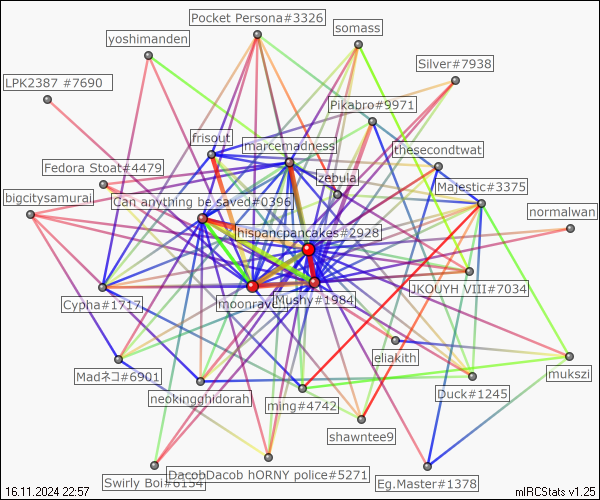 Pocket Persona#3326
somass
yoshimanden
Silver#7938
LPK2387 #7690
Pikabro#9971
frisout
marcemadness
thesecondtwat
Fedora Stoat#4479
zebula
Majestic#3375
bigcitysamurai
Can anything be saved#0396
normalwan
hispancpancakes#2928
Cypha#1717
moonrav
Mushy#1984
JKOUYH VIII#7034
eliakith
Madネコ#6901
mukszi
neokingghidorah
Duck#1245
ming#4742
shawntee9
DacobDacob hORNY police#5271
Swirly Boi#6154
Eg.Master#1378
16.11.2024 22:57
mIRCStats v1.25